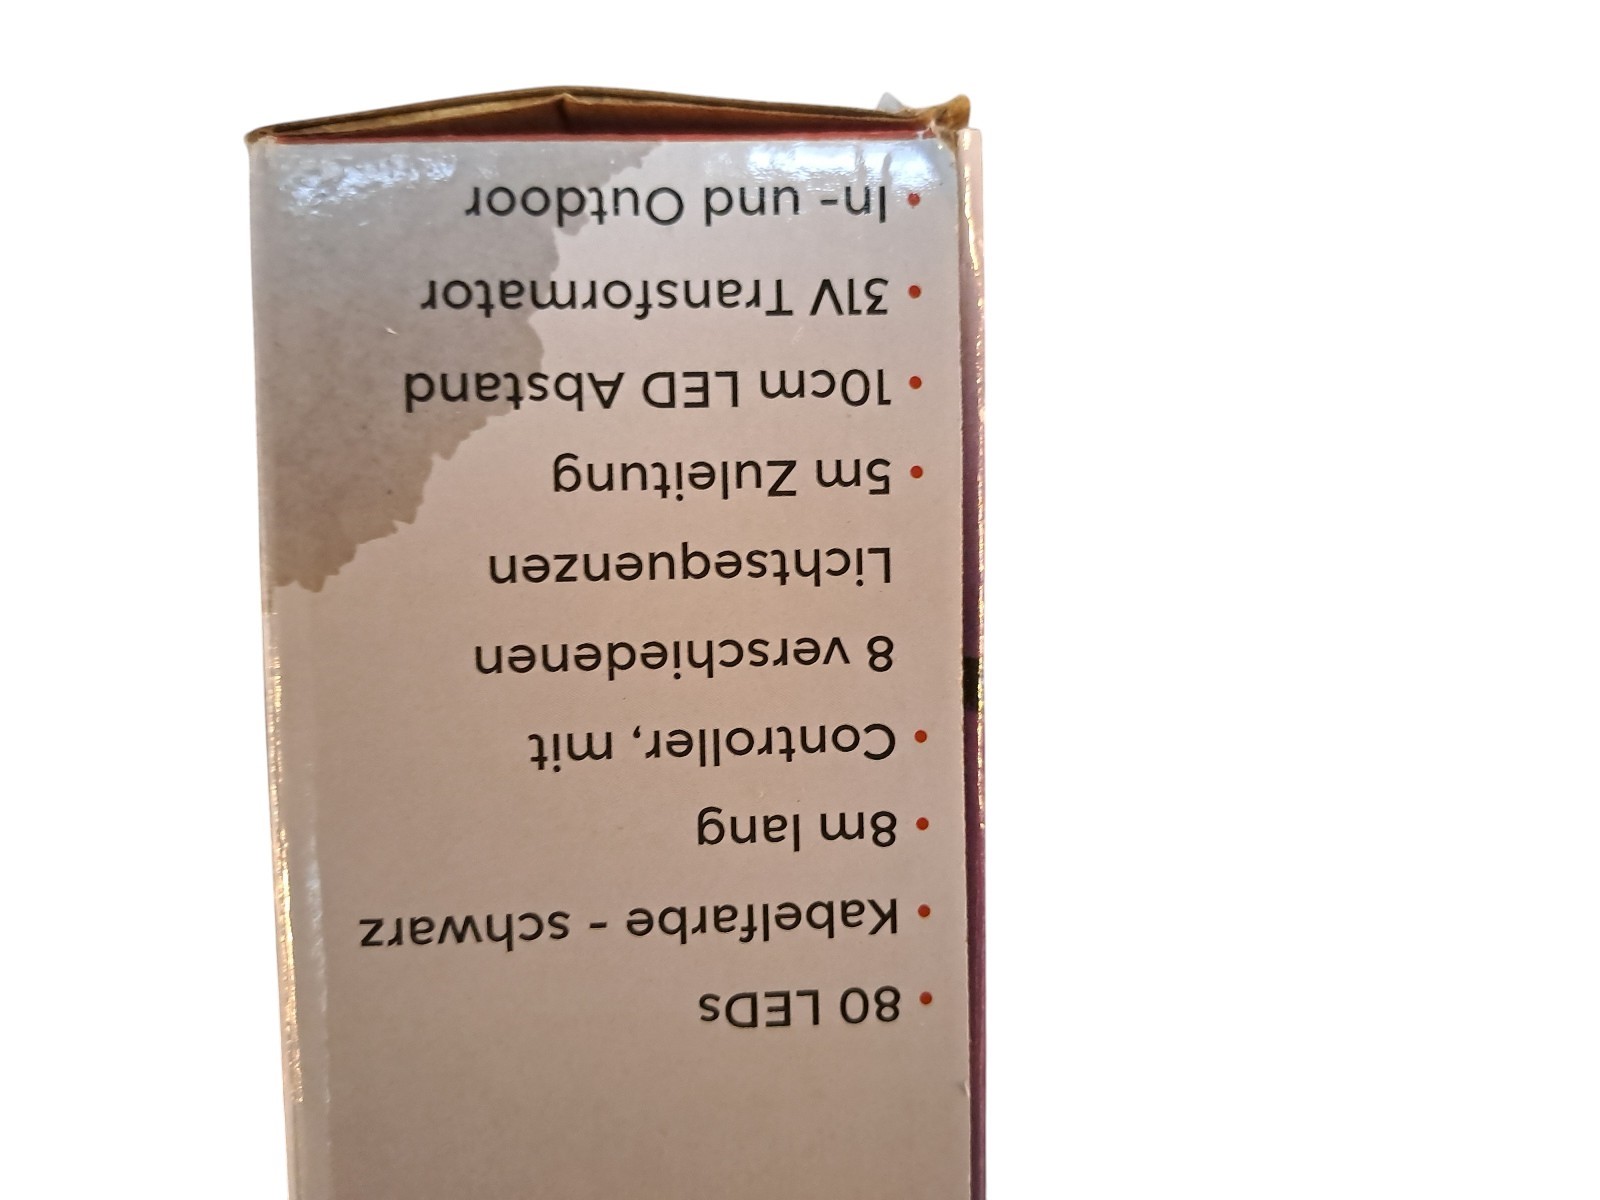 • 80 LEDs
• Kabelfarbe - schwarz
• 8m lang
• Controller, mit
8 verschiedenen
Lichtsequenzen
• 5m Zuleitung
• 10cm LED Abstand
• 31V Transformator
• In- und Outdoor